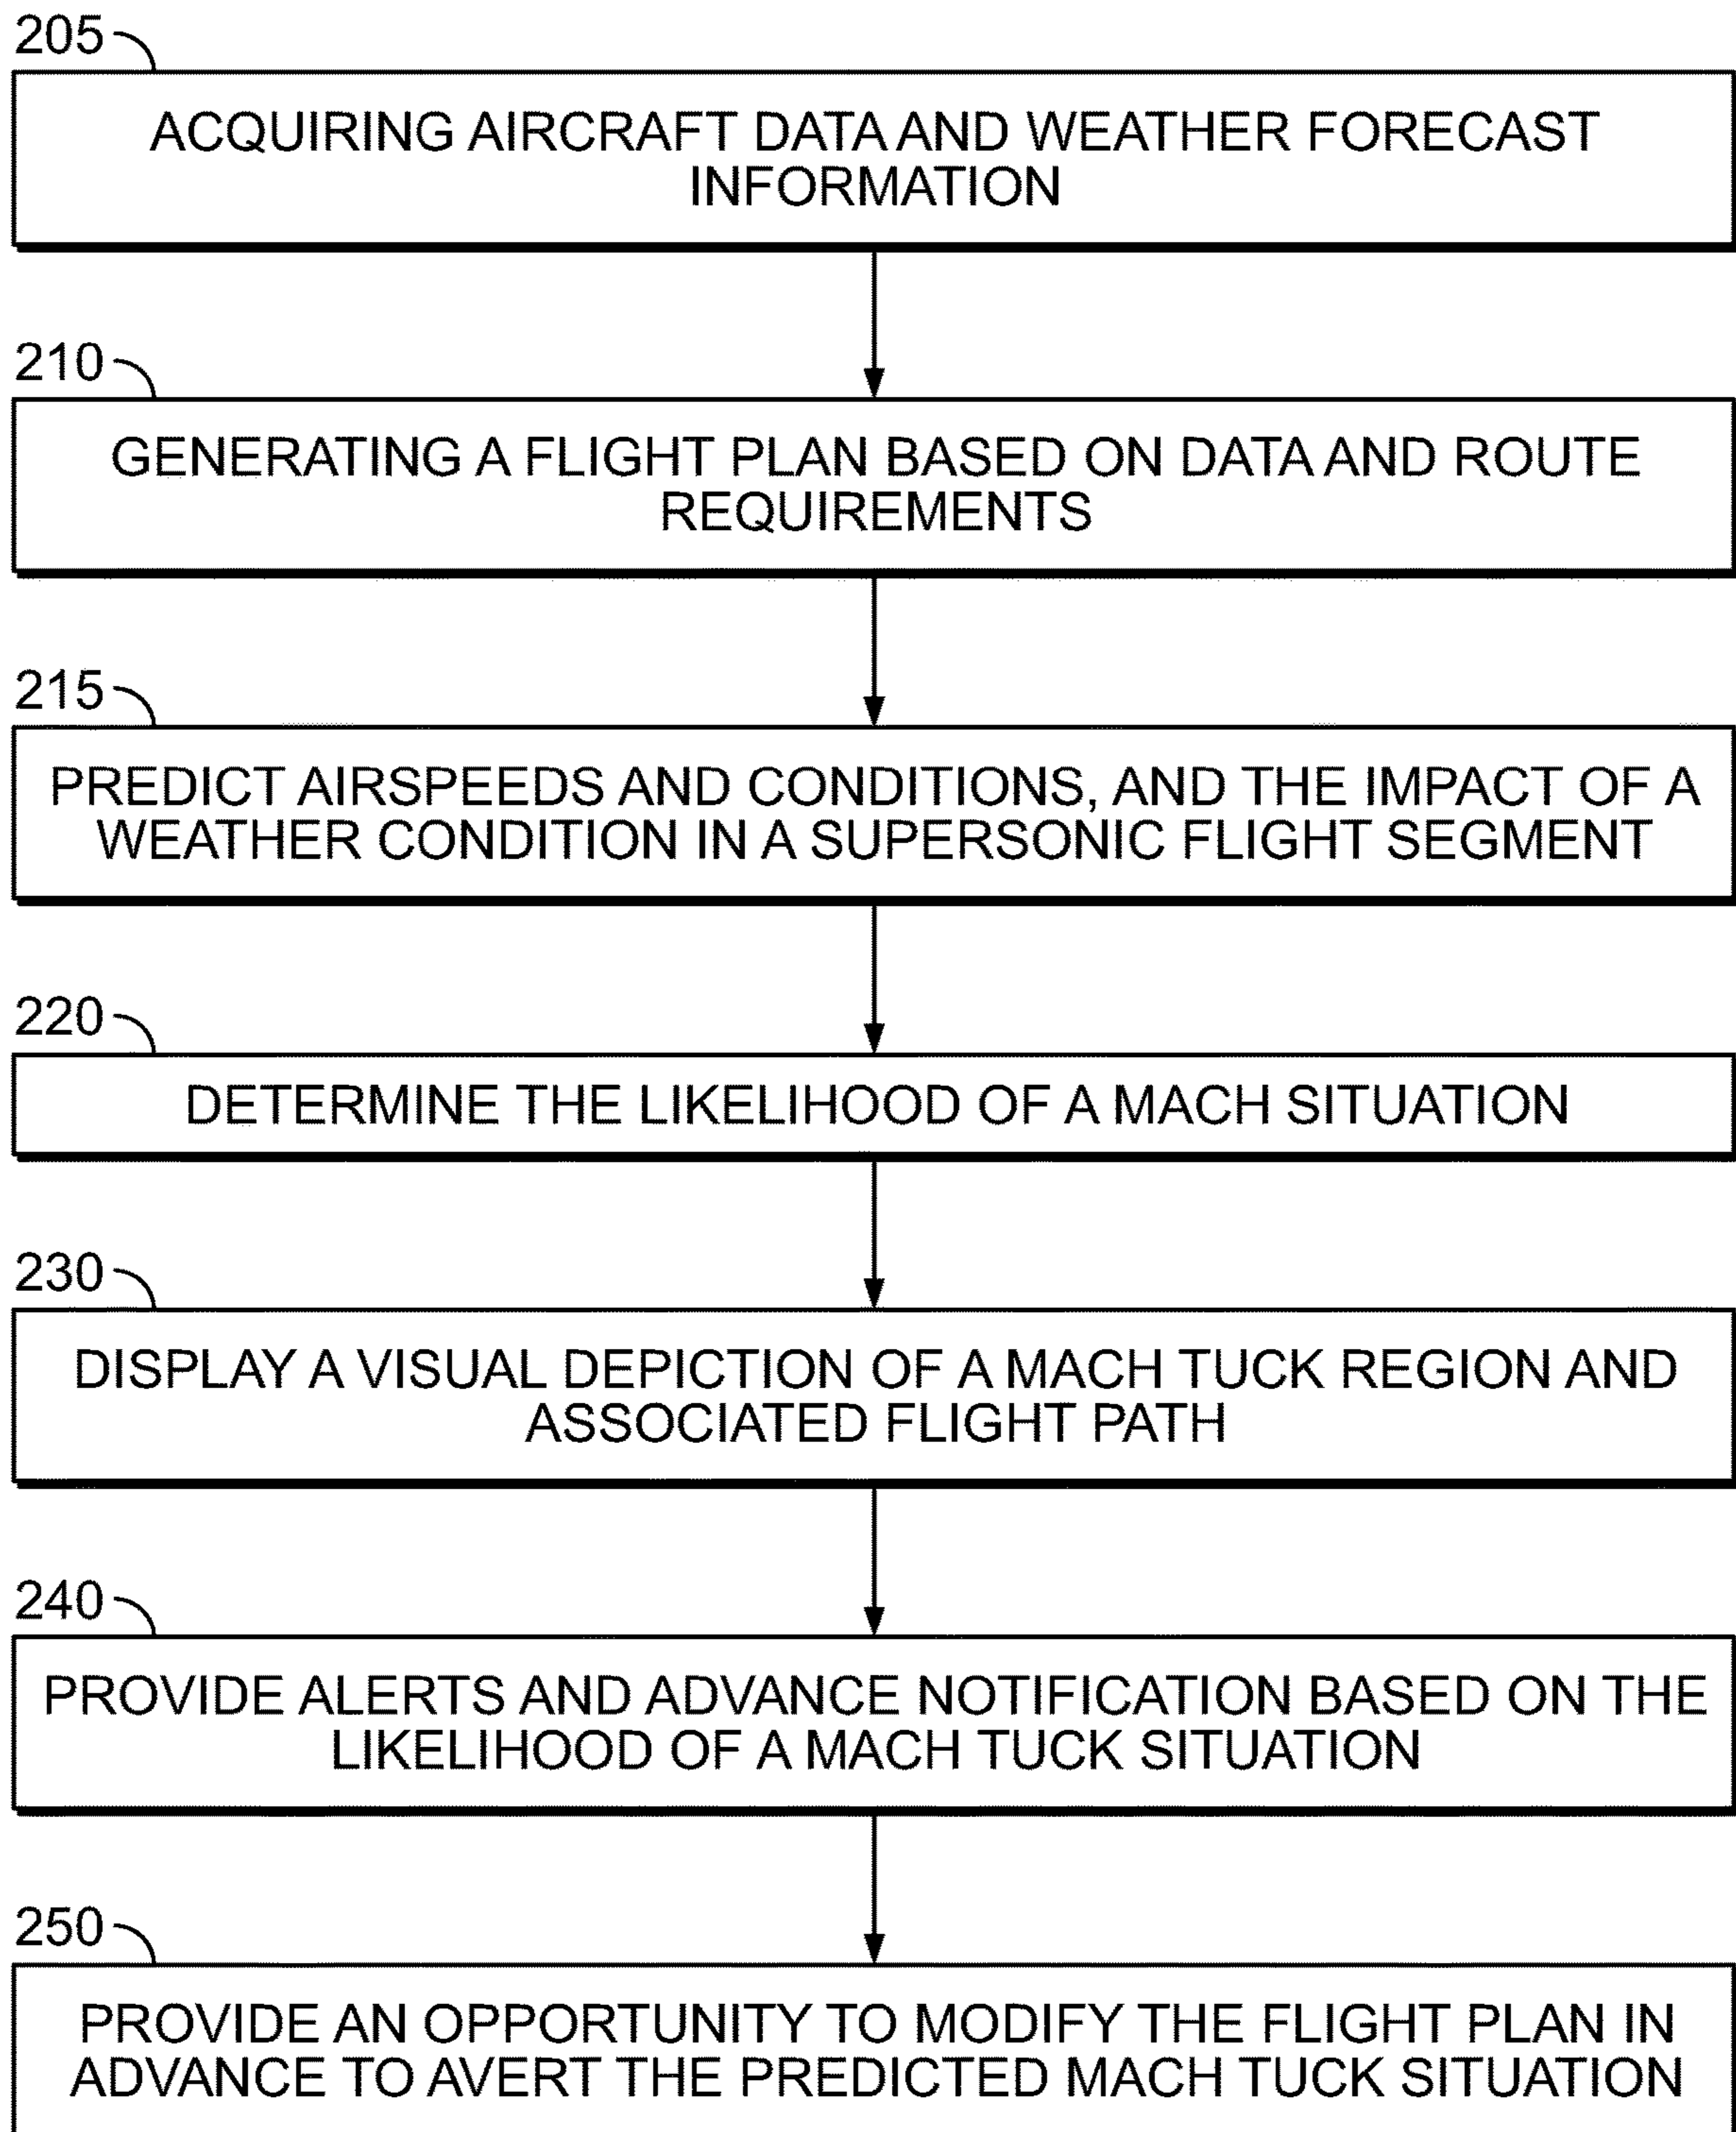 205
ACQUIRING AIRCRAFT DATA AND WEATHER FORECAST
INFORMATION
210
GENERATING A FLIGHT PLAN BASED ON DATA AND ROUTE
REQUIREMENTS
215
PREDICT AIRSPEEDS AND CONDITIONS, AND THE IMPACT OF A
WEATHER CONDITION IN A SUPERSONIC FLIGHT SEGMENT
220
DETERMINE THE LIKELIHOOD OF A MACH SITUATION
230
DISPLAY A VISUAL DEPICTION OF A MACH TUCK REGION AND
ASSOCIATED FLIGHT PATH
240
PROVIDE ALERTS AND ADVANCE NOTIFICATION BASED ON THE
LIKELIHOOD OF A MACH TUCK SITUATION
250
PROVIDE AN OPPORTUNITY TO MODIFY THE FLIGHT PLAN IN
ADVANCE TO AVERT THE PREDICTED MACH TUCK SITUATION